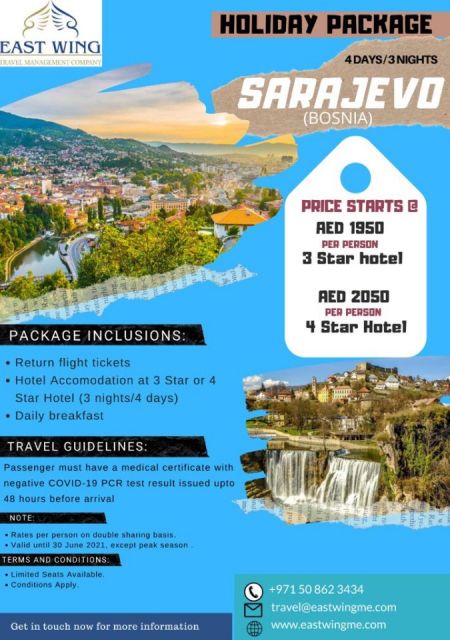 EAST WING
TRAVEL MANAGEMENT COMPANY
HOLIDAY PACKAGE
4 DAYS/3 NIGHTS
SARAJEVO
(BOSNIA)
PRICE STARTS @
AED 1950
PER PERSON
3 Star hotel
AED 2050
PER PERSON
4 Star Hotel
PACKAGE INCLUSIONS:
• Return flight tickets
• Hotel Accomodation at 3 Star or 4
Star Hotel (3 nights/4 days)
• Daily breakfast
TRAVEL GUIDELINES:
Passenger must have a medical certificate with
negative COVID-19 PCR test result issued upto
48 hours before arrival
NOTE:
• Rates per person on double sharing basis.
• Valid until 30 June 2021, except peak season .
TERMS AND CONDITIONS:
• Limited Seats Available.
• Conditions Apply.
Get in touch now for more information
+971 50 862 3434
travel@eastwingme.com
www.eastwingme.com